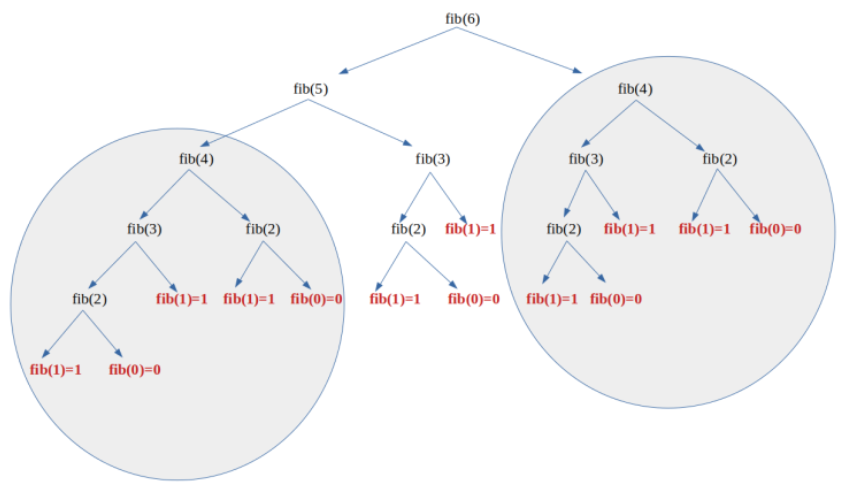 fib(6)
fib(5) fib(4)
fib(4) fib(3) fib(3) fib(2)
fib(3) fib(2) fib(2) fib(1)=1 fib(2) fib(1)=1 fib(1)=1 fib(0)=0
fib(2) fib(1)=1 fib(1)=1 fib(0)=0 fib(1)=1 fib(0)=0 fib(1)=1 fib(0)=0
fib(1)=1 fib(0)=0